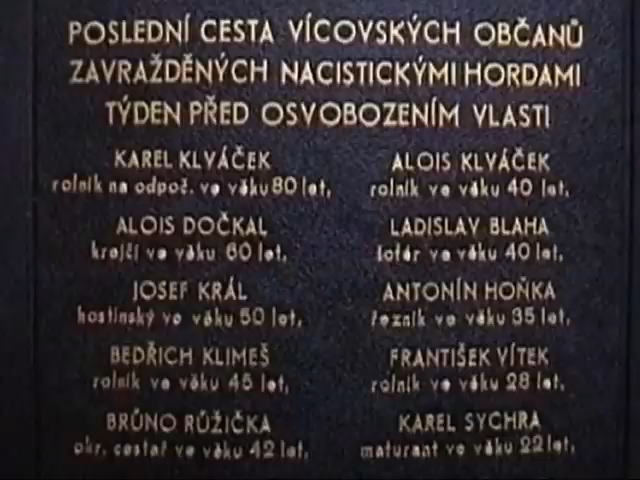 POSLEDNÍ CESTA VÍCOVSKÝCH OBČANŮ
ZAVRAŽDĚNÝCH NACISTICKÝMI HORDAMI
TÝDEN PŘED OSVOBOZENÍM VLASTI
KAREL KLVÁČEK
rolník na odpoč. ve věku 80 let,
ALOIS KLVÁČEK
rolník ve věku 40 let,
ALOIS DOČKAL
krejčí ve věku 60 let,
LADISLAV BLAHA
šofér ve věku 40 let,
JOSEF KRÁL
hostinský ve věku 50 let,
ANTONÍN HOŇKA
řezník ve věku 35 let,
BEDŘICH KLIMEŠ
rolník ve věku 45 let,
FRANTIŠEK VÍTEK
rolník ve věku 28 let,
BRŮNO RŮŽIČKA
okr. cestař ve věku 42 let,
KAREL SYCHRA
maturant ve věku 22 let,